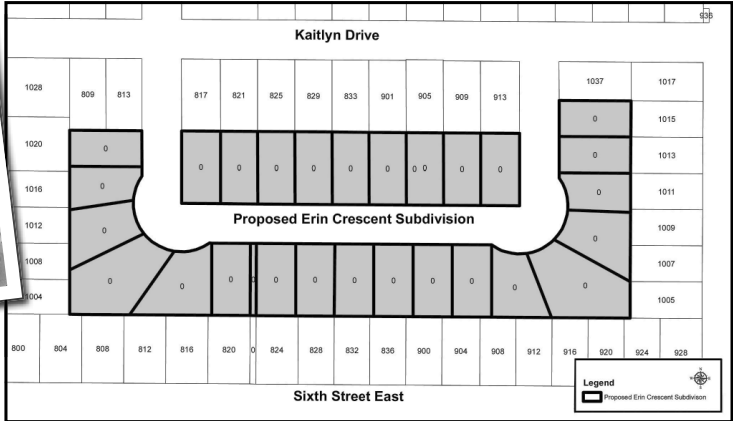 936
Kaitlyn Drive
1028 809 813 817 821 825 829 833 901 905 909 913 1037 1017
0 1015
1020 0 0 0 0 0 0 0 0 0 0 0 0 1013
1016 0 0 1011
Proposed Erin Crescent Subdivision
1012 0 0 1009
1008 1007
1004 0 0 0 0 0 0 0 0 0 0 0 0 1005
800 804 808 812 816 820 0 824 828 832 836 900 904 908 912 916 920 924 928
Sixth Street East
Legend
Proposed Erin Crescent Subdivison